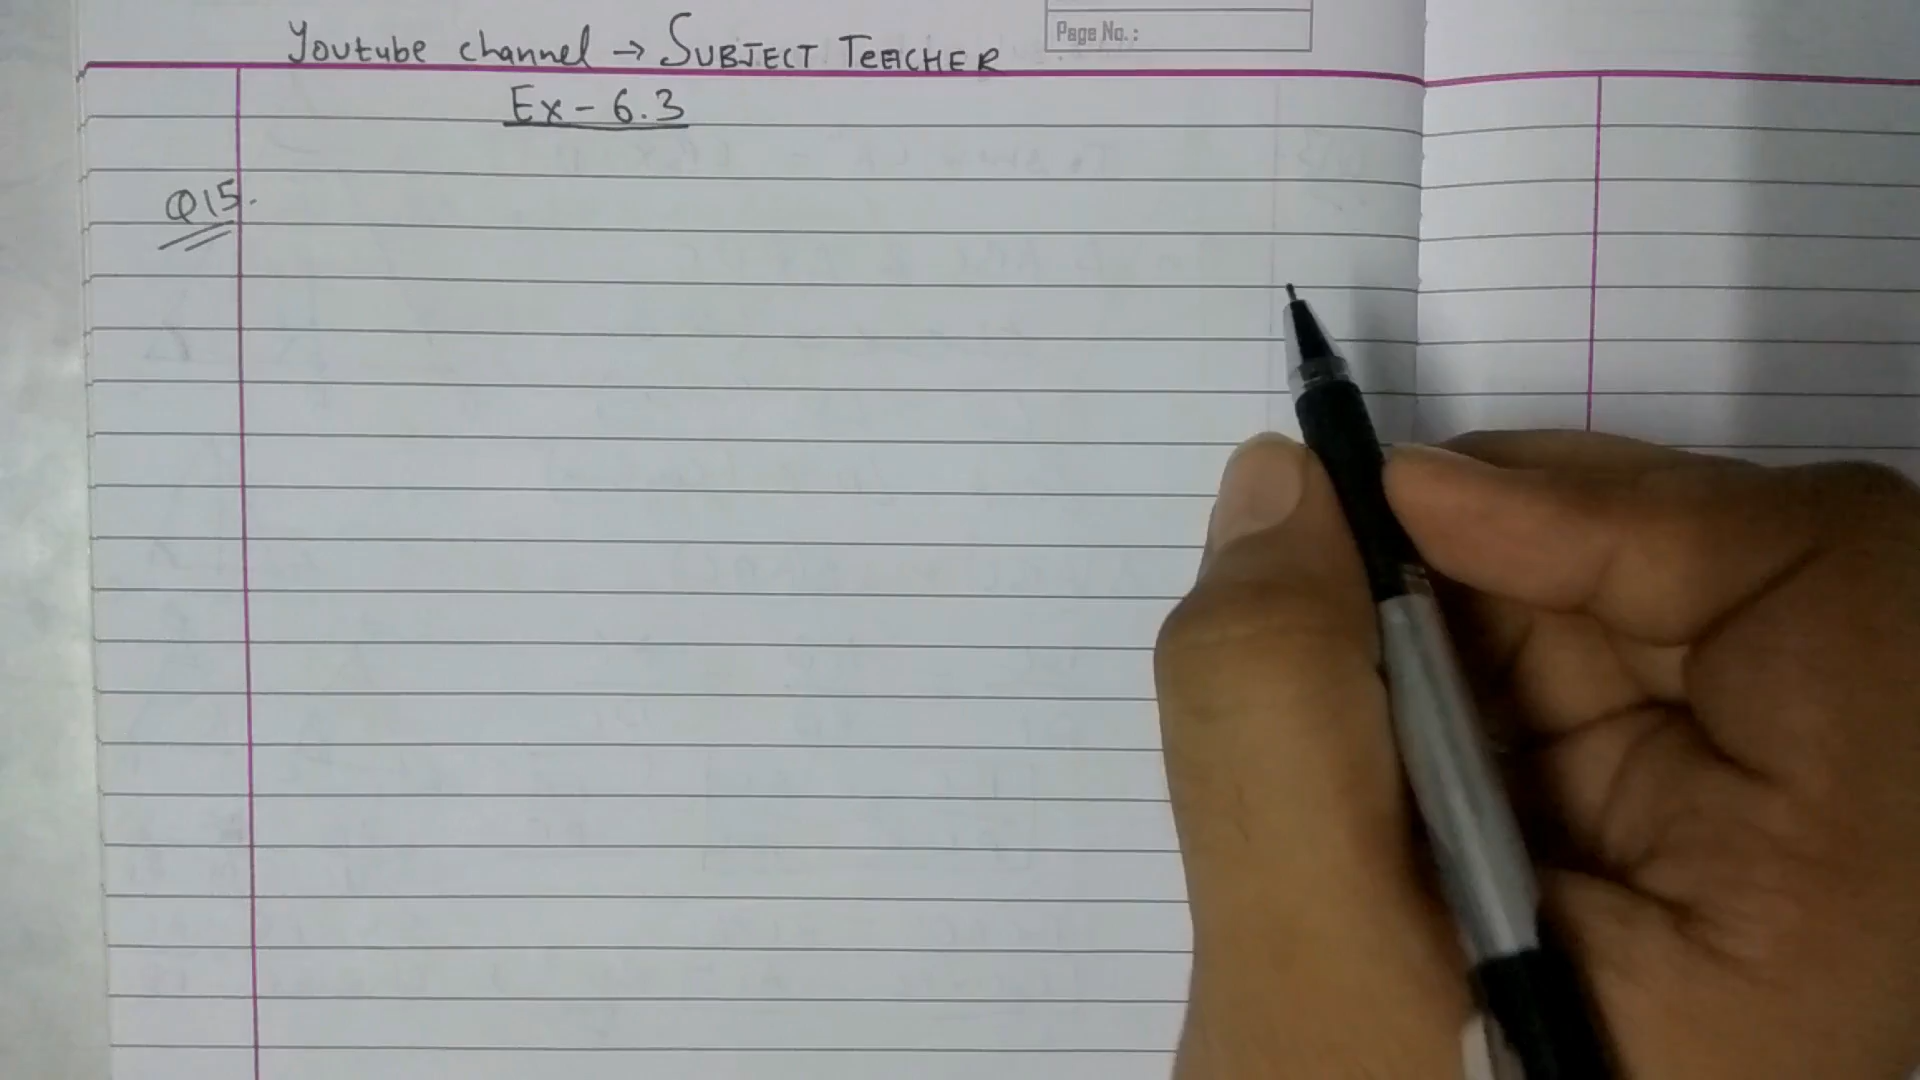 Page No.:
Youtube channel → SUBJECT TEACHER
Ex - 6.3
Q15.